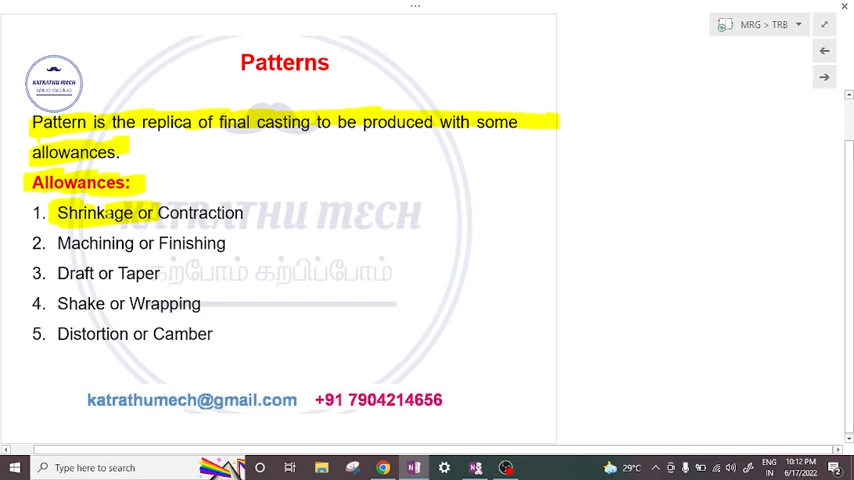 MRG > TRB
Patterns
KATRATHU MECH
Pattern is the replica of final casting to be produced with some
allowances.
Allowances:
1. Shrinkage or Contraction
2. Machining or Finishing
3. Draft or Taper
4. Shake or Wrapping
5. Distortion or Camber
KATRATHU MECH
கற்போம் கற்பிப்போம்
katrathumech@gmail.com +91 7904214656
Type here to search
29°C
ENG
IN
10:12 PM
6/17/2022
2